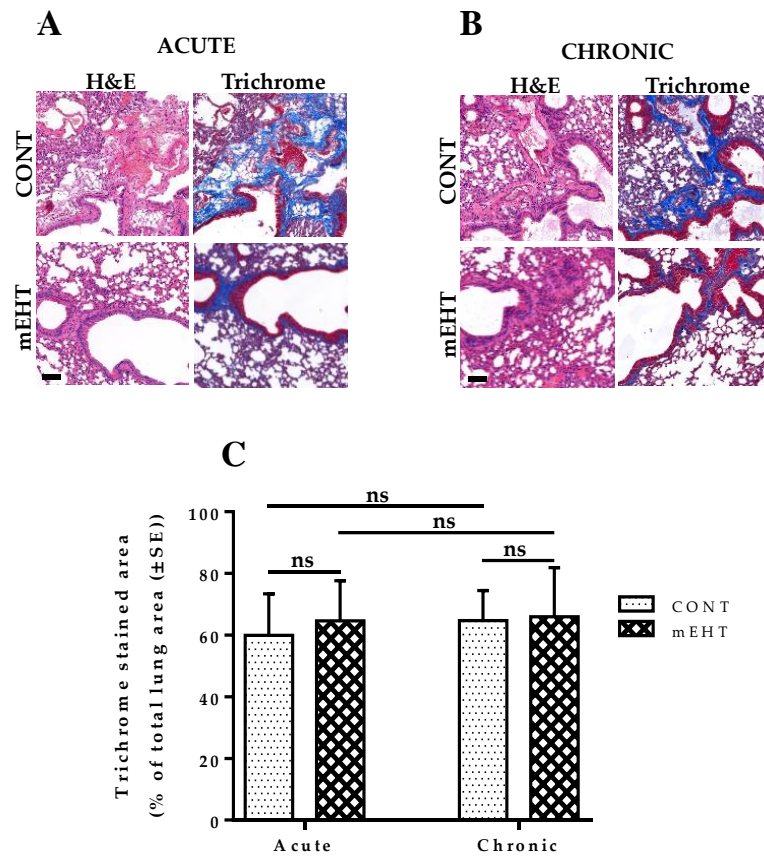 A
ACUTE
H&E Trichrome
CONT
mEHT
B
CHRONIC
H&E Trichrome
CONT
mEHT
C
Trichrome stained area
(% of total lung area (±SE))
100
80
60
40
20
0
ns
ns
ns
ns
Acute Chronic
CONT
mEHT